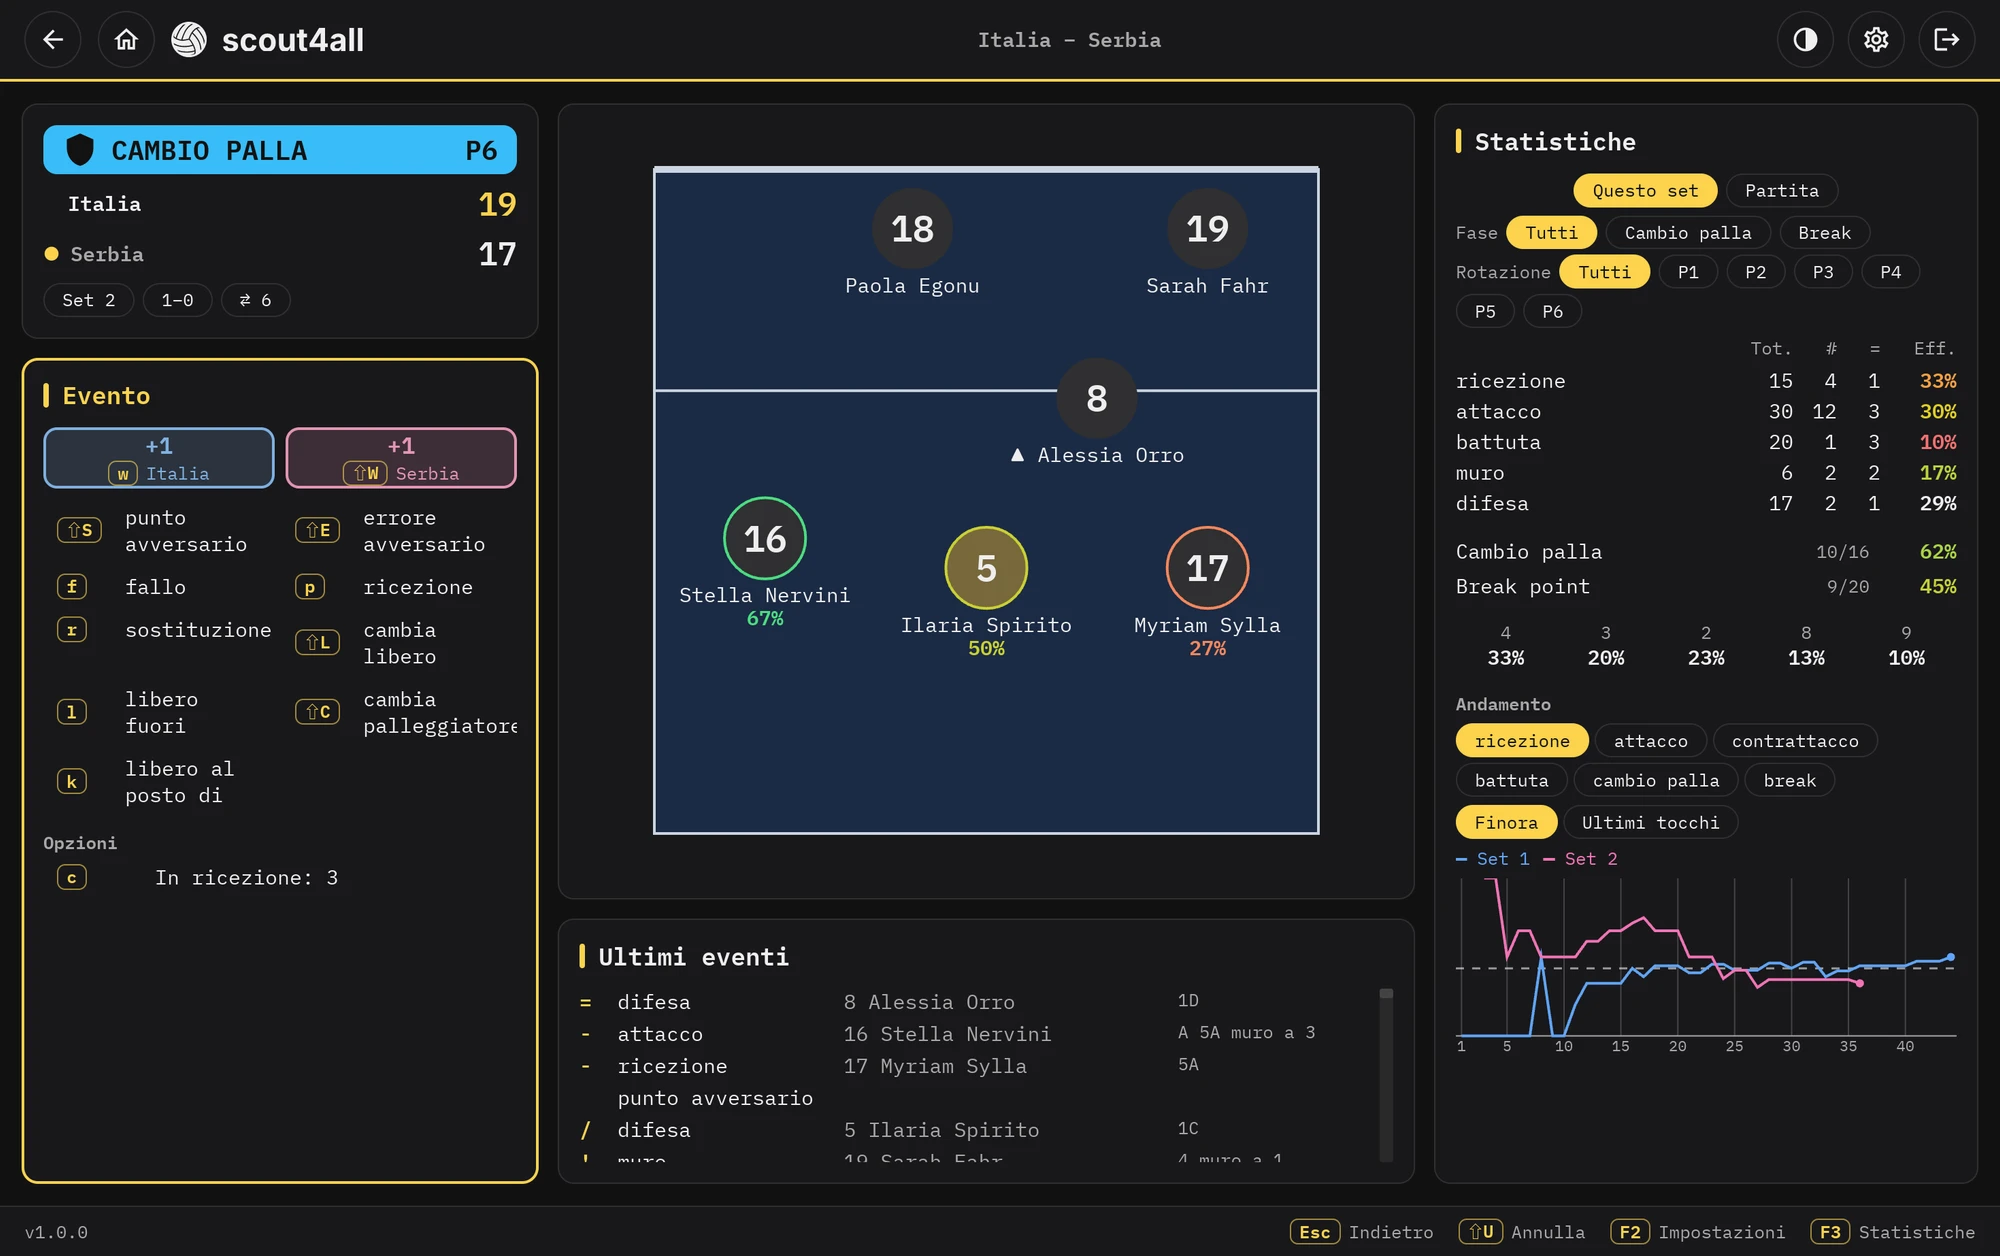 scout4all
Italia – Serbia
CAMBIO PALLA P6
Italia 19
Serbia 17
Set 2 1–0 ⇄ 6
Evento
+1
w Italia
+1
⇧W Serbia
⇧S punto avversario
⇧E errore avversario
f fallo
p ricezione
r sostituzione
⇧L cambia libero
l libero fuori
⇧C cambia palleggiatore
k libero al posto di
Opzioni
c In ricezione: 3
18
Paola Egonu
19
Sarah Fahr
8
▲ Alessia Orro
16
Stella Nervini
67%
5
Ilaria Spirito
50%
17
Myriam Sylla
27%
Ultimi eventi
= difesa 8 Alessia Orro 1D
- attacco 16 Stella Nervini A 5A muro a 3
- ricezione 17 Myriam Sylla 5A
punto avversario
/ difesa 5 Ilaria Spirito 1C
! muro 19 Sarah Fahr 4 muro a 1
Statistiche
Questo set Partita
Fase Tutti Cambio palla Break
Rotazione Tutti P1 P2 P3 P4
P5 P6
Tot. # = Eff.
ricezione 15 4 1 33%
attacco 30 12 3 30%
battuta 20 1 3 10%
muro 6 2 2 17%
difesa 17 2 1 29%
Cambio palla 10/16 62%
Break point 9/20 45%
4 3 2 8 9
33% 20% 23% 13% 10%
Andamento
ricezione attacco contrattacco
battuta cambio palla break
Finora Ultimi tocchi
Set 1 Set 2
1 5 10 15 20 25 30 35 40
v1.0.0
Esc Indietro ⇧U Annulla F2 Impostazioni F3 Statistiche